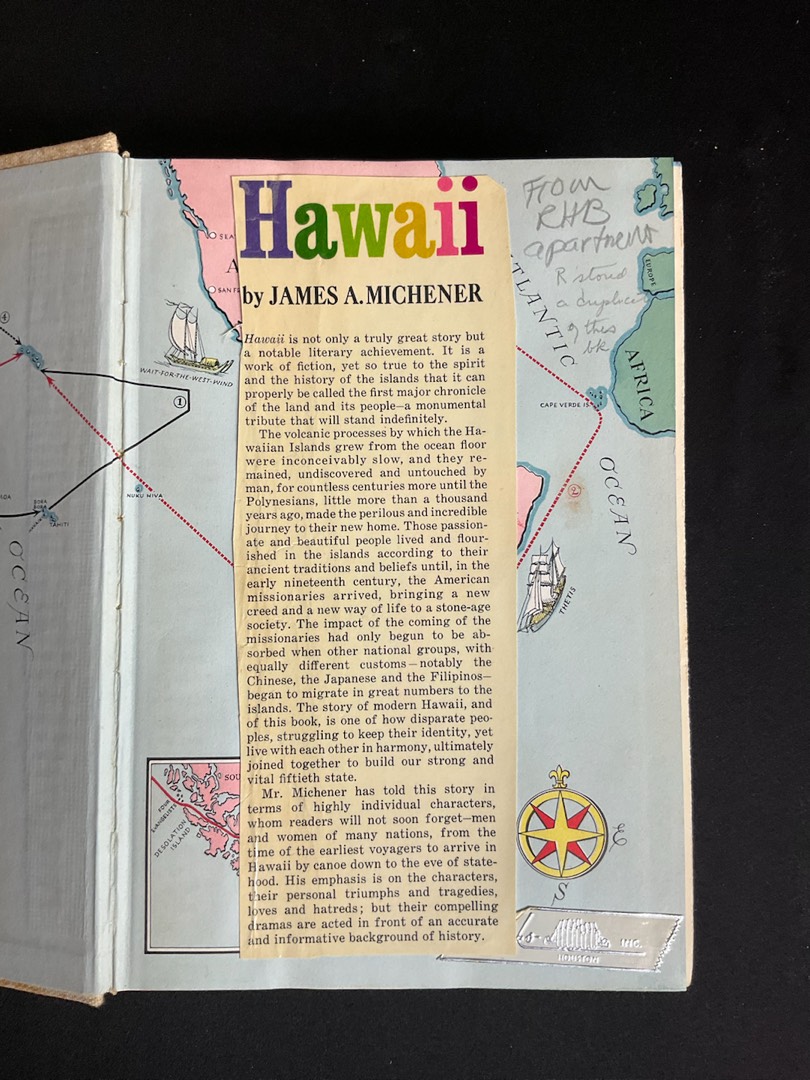 Hawaii
by JAMES A. MICHENER
Hawaii is not only a truly great story but
a notable literary achievement. It is a
work of fiction, yet so true to the spirit
and the history of the islands that it can
properly be called the first major chronicle
of the land and its people—a monumental
tribute that will stand indefinitely.
The volcanic processes by which the Ha-
waiian Islands grew from the ocean floor
were inconceivably slow, and they re-
mained, undiscovered and untouched by
man, for countless centuries more until the
Polynesians, little more than a thousand
years ago, made the perilous and incredible
journey to their new home. Those passion-
ate and beautiful people lived and flour-
ished in the islands according to their
ancient traditions and beliefs until, in the
early nineteenth century, the American
missionaries arrived, bringing a new
creed and a new way of life to a stone-age
society. The impact of the coming of the
missionaries had only begun to be ab-
sorbed when other national groups, with
equally different customs—notably the
Chinese, the Japanese and the Filipinos—
began to migrate in great numbers to the
islands. The story of modern Hawaii, and
of this book, is one of how disparate peo-
ples, struggling to keep their identity, yet
live with each other in harmony, ultimately
joined together to build our strong and
vital fiftieth state.
Mr. Michener has told this story in
terms of highly individual characters,
whom readers will not soon forget—men
and women of many nations, from the
time of the earliest voyagers to arrive in
Hawaii by canoe down to the eve of state-
hood. His emphasis is on the characters,
their personal triumphs and tragedies,
loves and hatreds; but their compelling
dramas are acted in front of an accurate
and informative background of history.
From
RHB
apartment
R stored
a duplicate
of this
bk
EUROPE
AFRICA
TLANTIC
OCEAN
CAPE VERDE IS.
2
THETIS
E
S
INC.
HOUSTON
SEA
A
SAN F
WAIT-FOR-THE-WEST-WIND
4
1
NUKU HIVA
BORA
BORA
TAHITI
OCEAN
SOU
FOUR
EVANGELISTS
DESOLATION
ISLAND